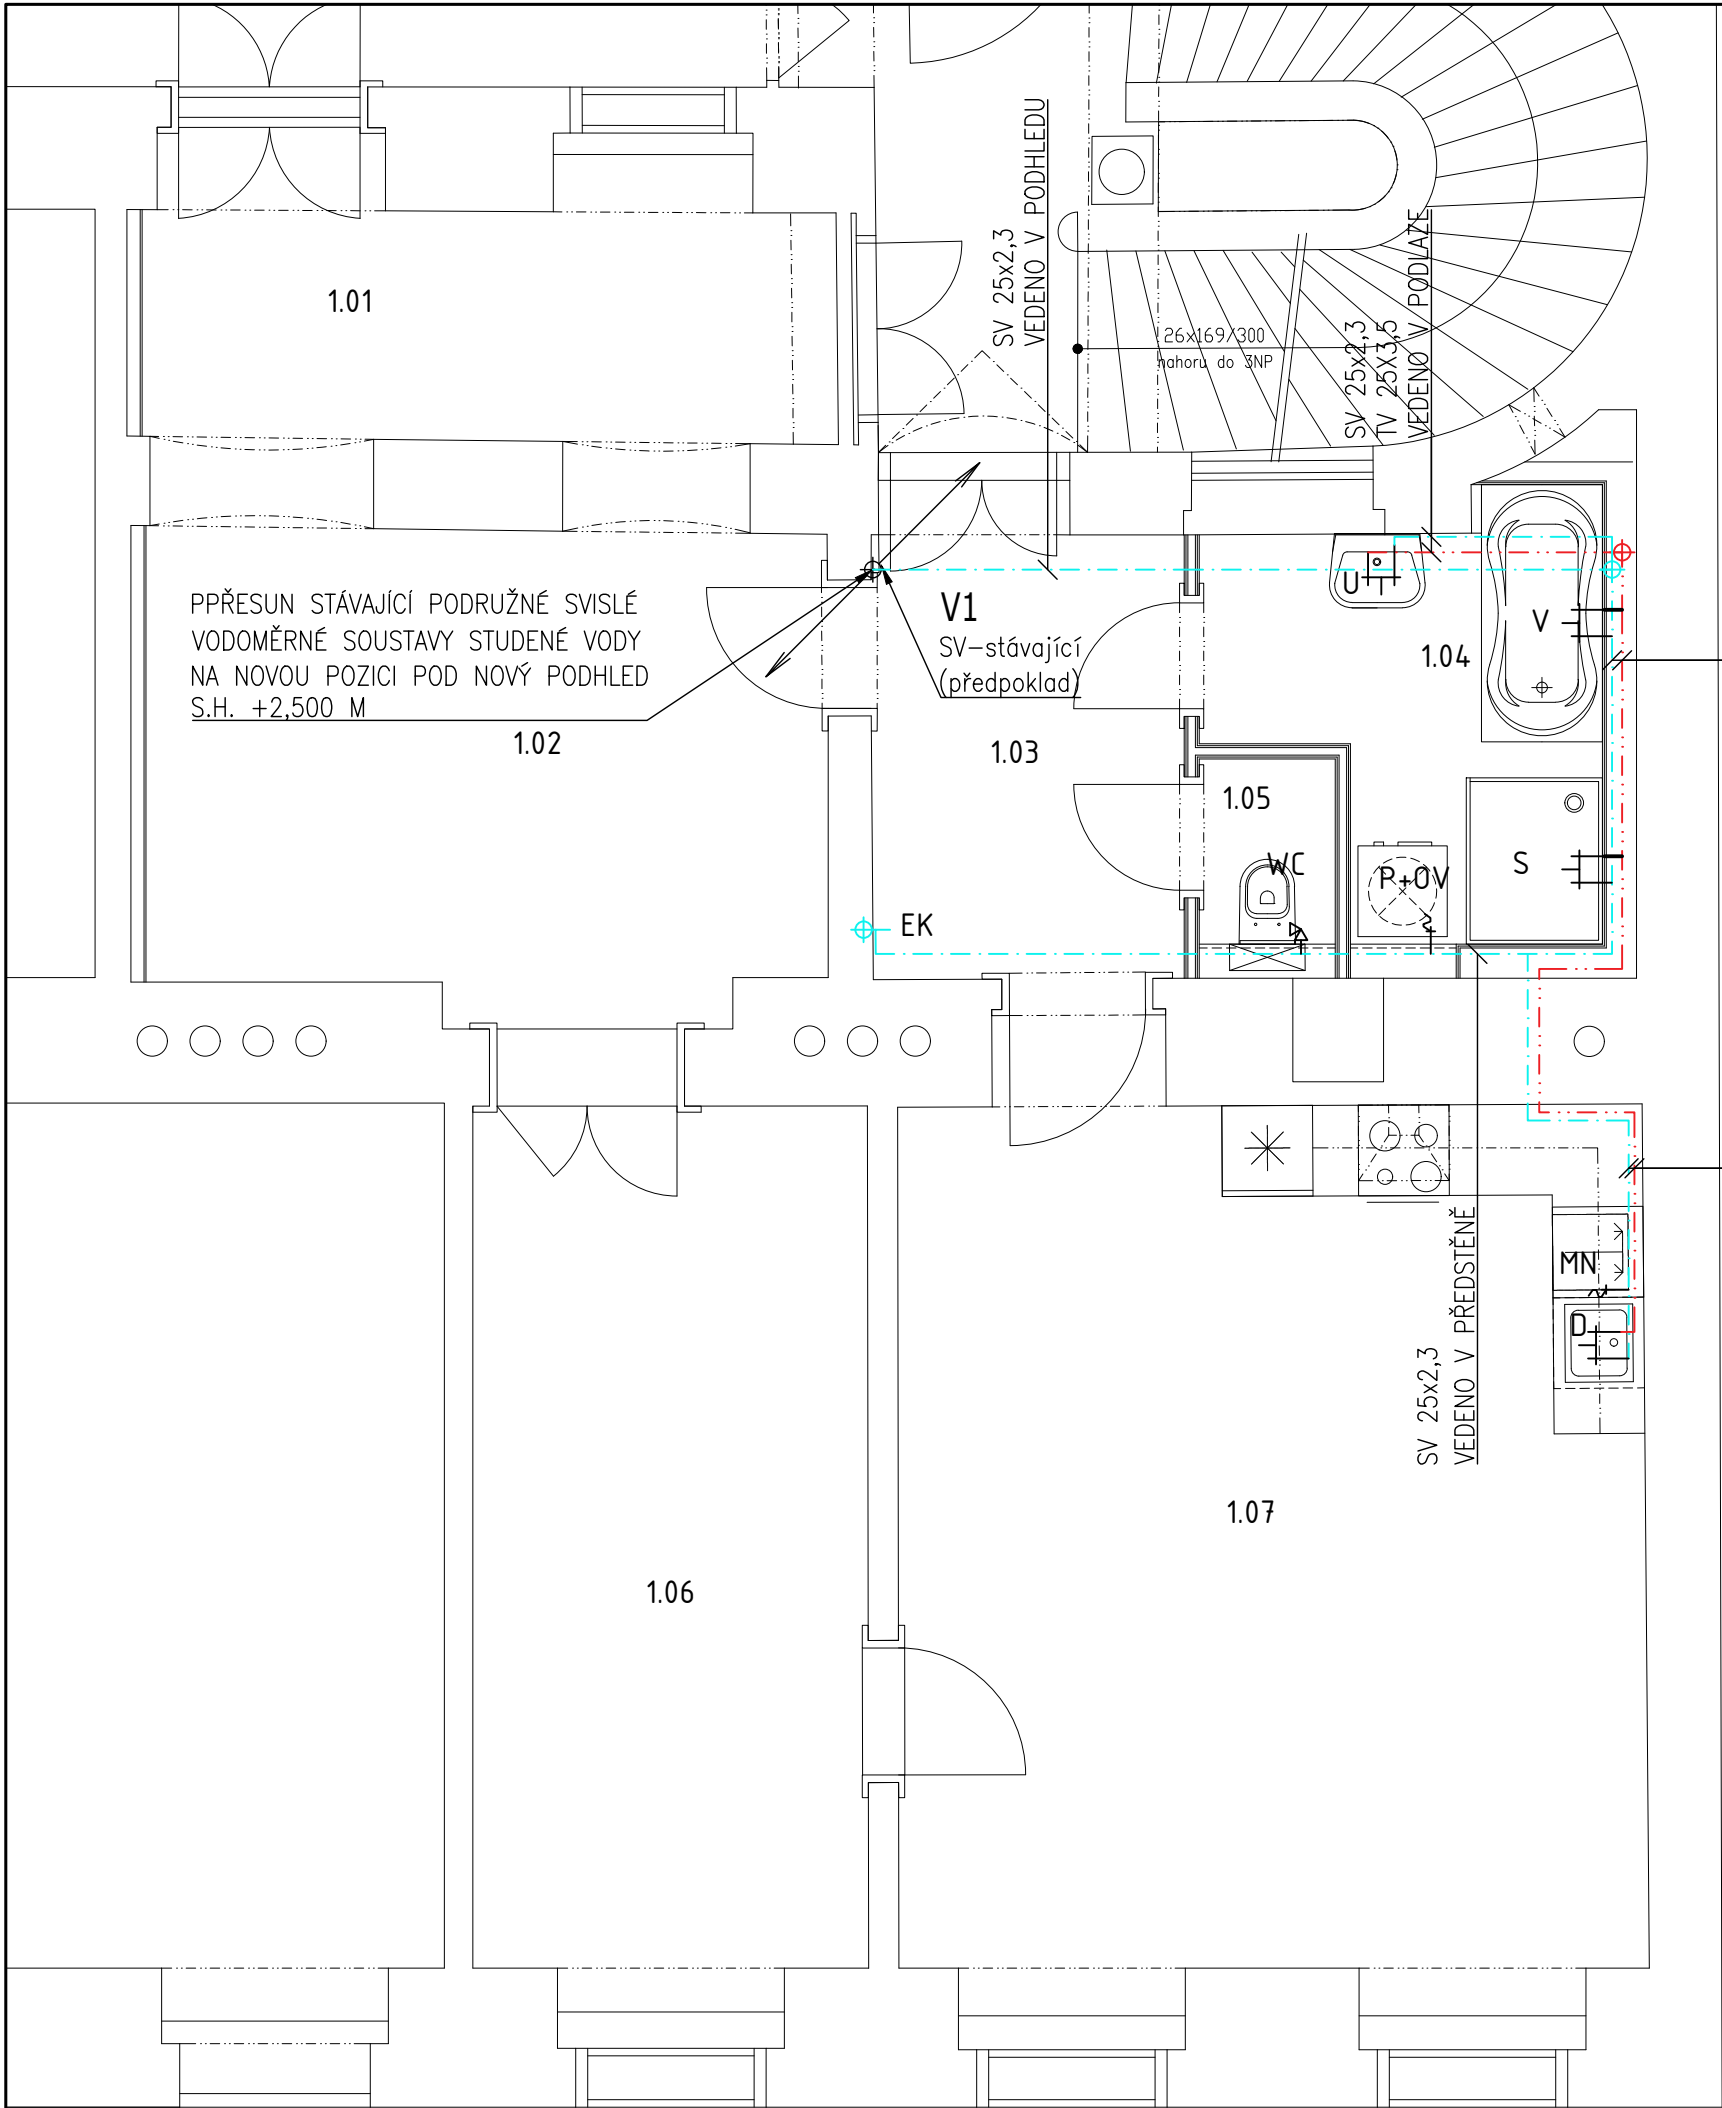 1.01
SV 25x2,3
VEDENO V PODHLEDU
26x169/300
nahoru do 3NP
SV 25x2,3
TV 25X3,5
VEDENO V PODLAZE
PPŘESUN STÁVAJÍCÍ PODRUŽNÉ SVISLÉ
VODOMĚRNÉ SOUSTAVY STUDENÉ VODY
NA NOVOU POZICI POD NOVÝ PODHLED
S.H. +2,500 M
1.02
V1
SV-stávající
(předpoklad)
1.03
U
V
1.04
1.05
WC
P+OV
S
EK
MN
D
SV 25x2,3
VEDENO V PŘEDSTĚNĚ
1.06
1.07